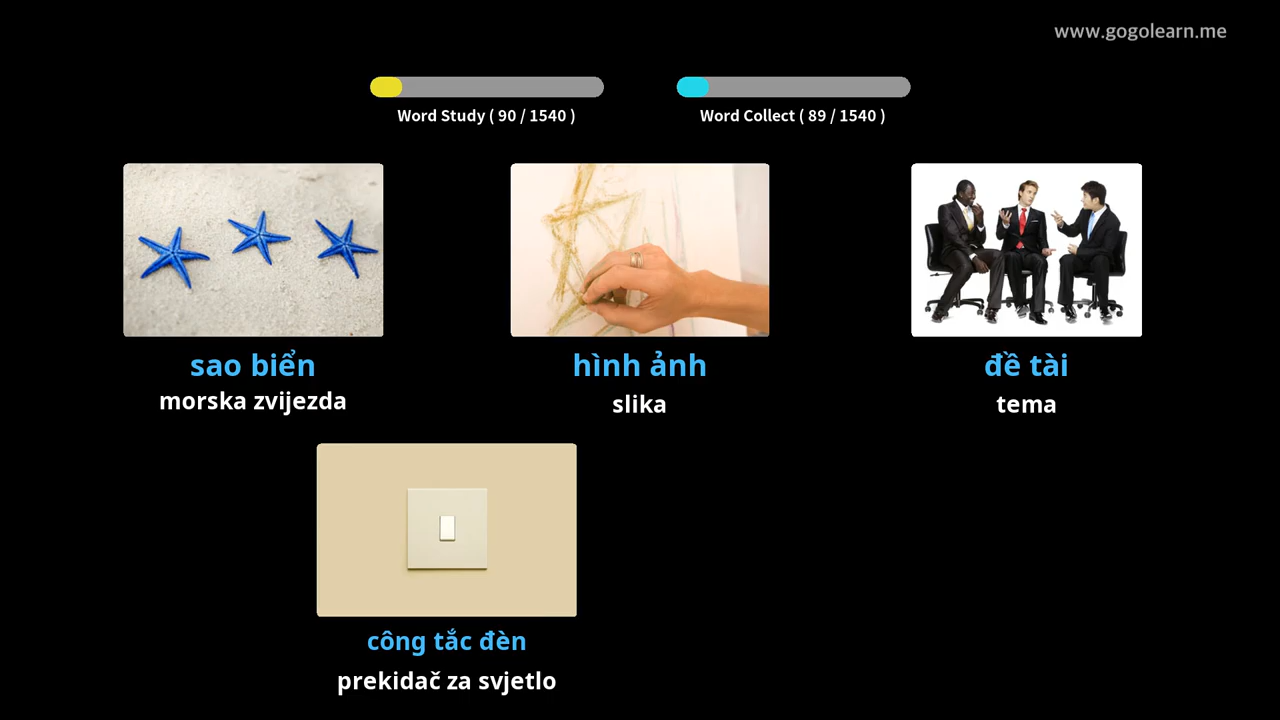 www.gogolearn.me
Word Study ( 90 / 1540 )
Word Collect ( 89 / 1540 )
sao biển
morska zvijezda
hình ảnh
slika
đề tài
tema
công tắc đèn
prekidač za svjetlo